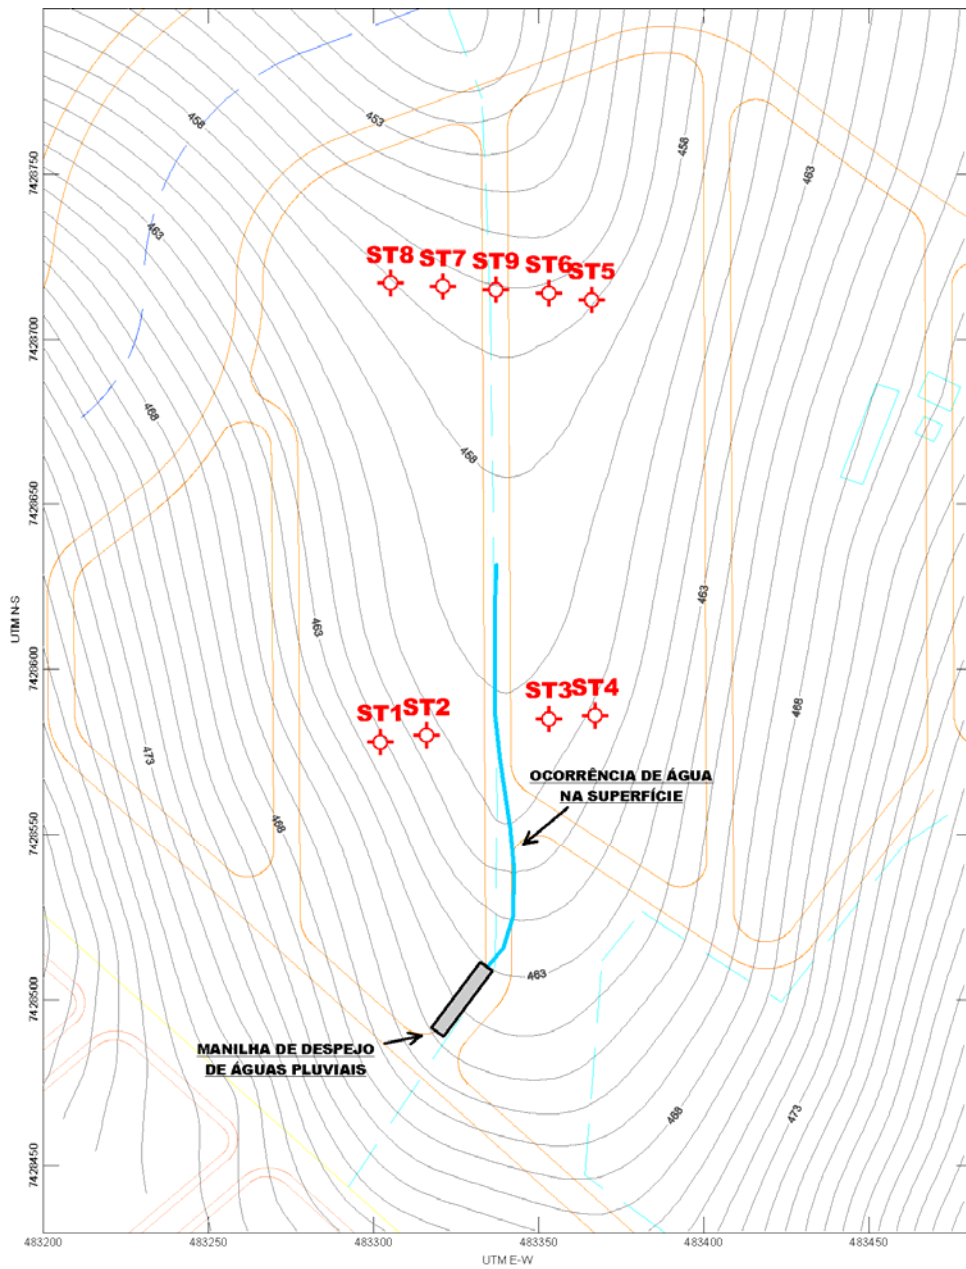 458
453
458
463
463
7428750
ST8
ST7
ST9
ST6
ST5
7428700
468
458
7428650
463
463
UTM N-S
7428600
468
ST1
ST2
ST3
ST4
473
OCORRÊNCIA DE ÁGUA
NA SUPERFÍCIE
468
7428550
463
7428500
MANILHA DE DESPEJO
DE ÁGUAS PLUVIAIS
468
473
7428450
483200
483250
483300
483350
483400
483450
UTM E-W